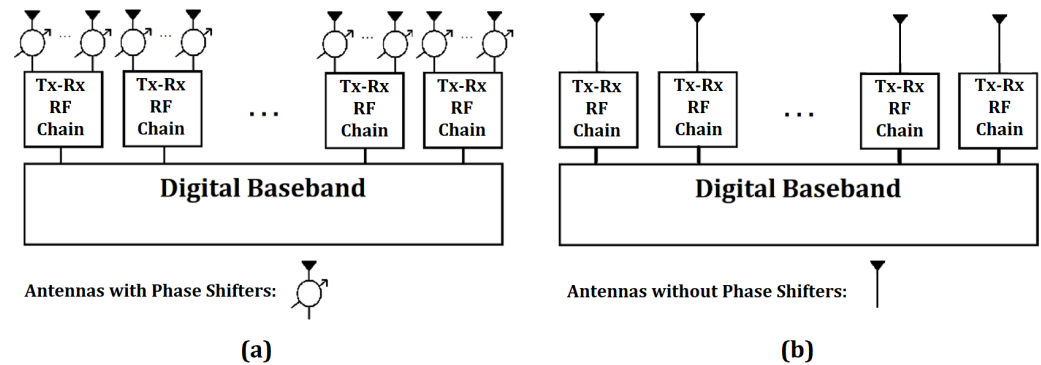 ... ... ... ...
Tx-Rx RF Chain
Tx-Rx RF Chain
...
Tx-Rx RF Chain
Tx-Rx RF Chain
Digital Baseband
Antennas with Phase Shifters:
(a)
Tx-Rx RF Chain
Tx-Rx RF Chain
...
Tx-Rx RF Chain
Tx-Rx RF Chain
Digital Baseband
Antennas without Phase Shifters:
(b)